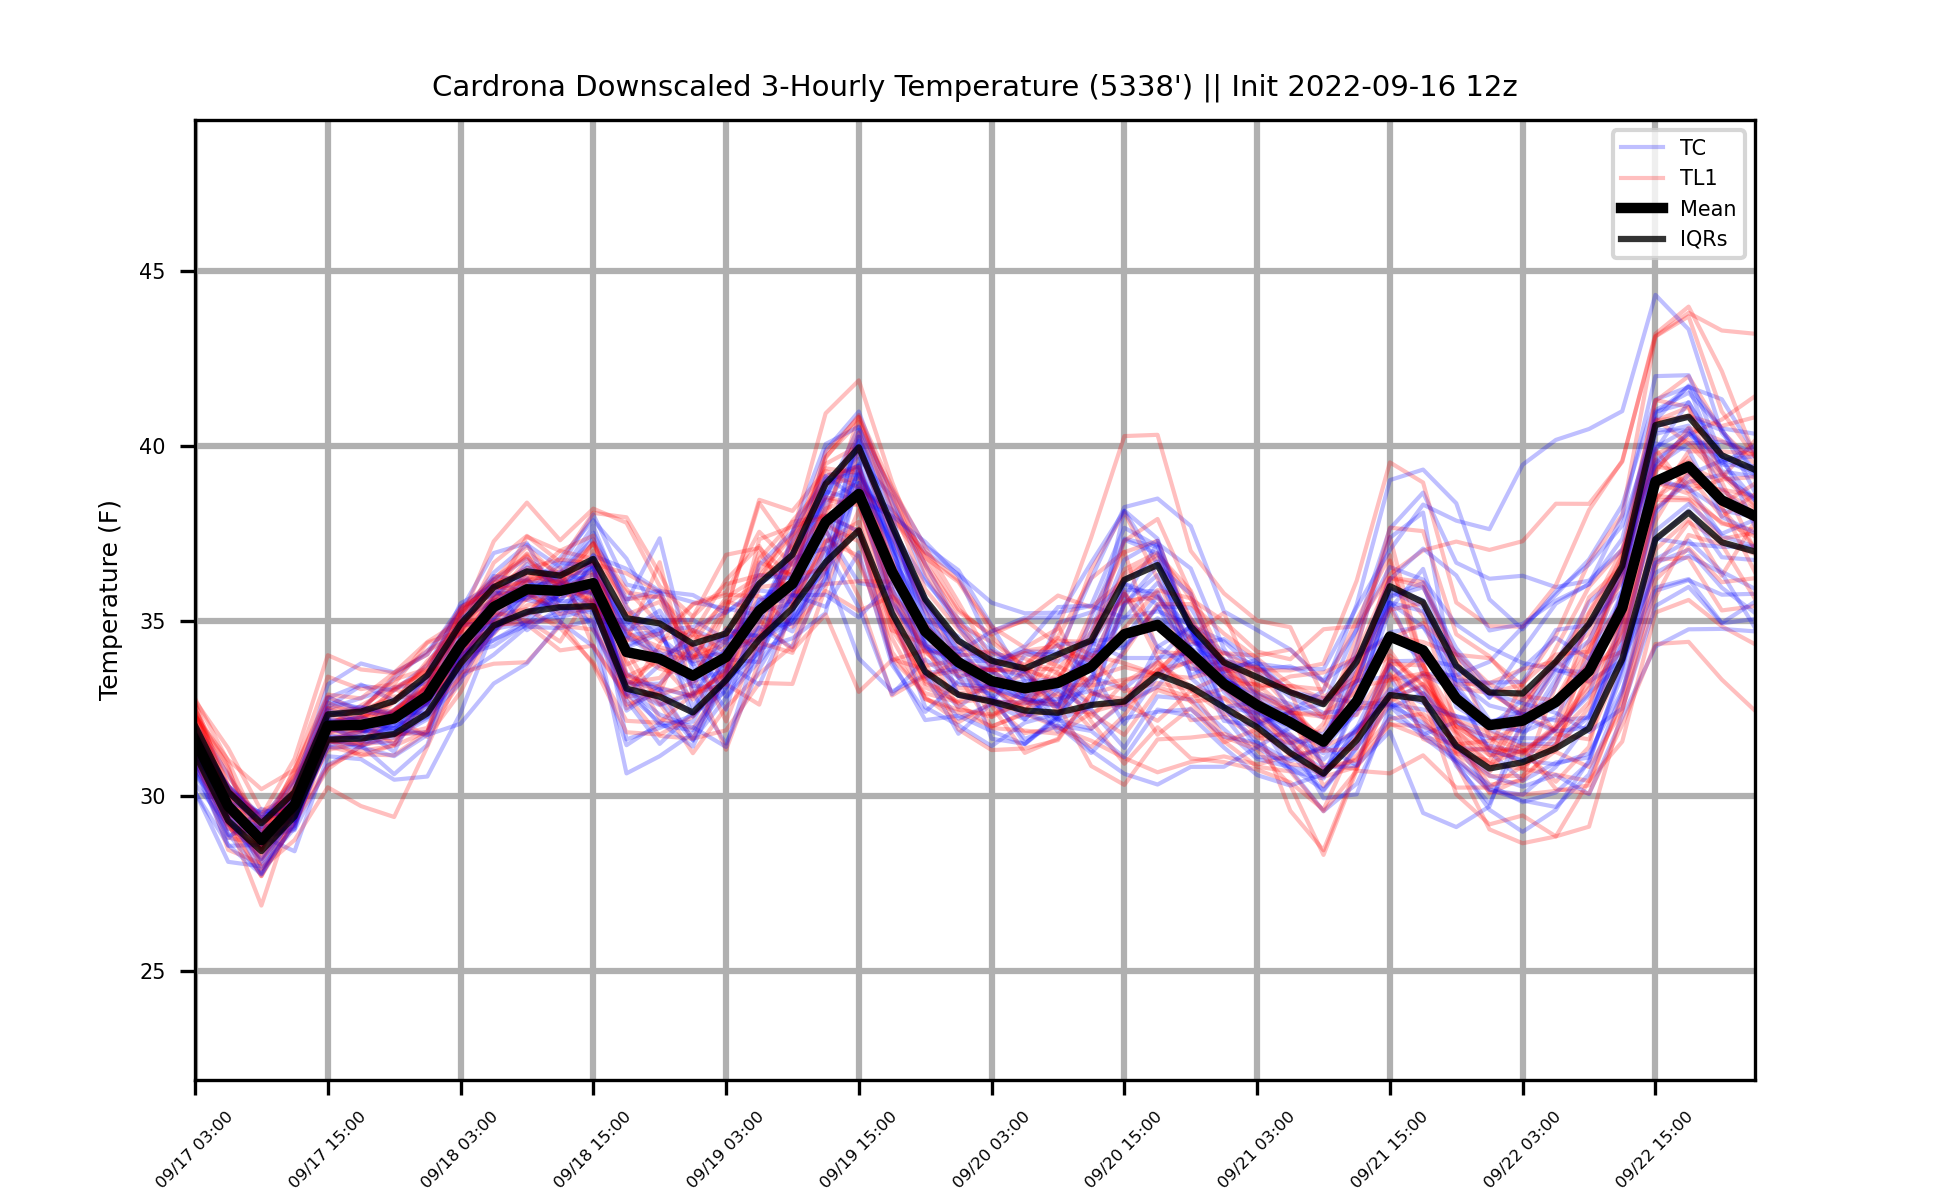 Cardrona Downscaled 3-Hourly Temperature (5338') || Init 2022-09-16 12z
TC
TL1
Mean
IQRs
Temperature (F)
45
40
35
30
25
09/17 03:00
09/17 15:00
09/18 03:00
09/18 15:00
09/19 03:00
09/19 15:00
09/20 03:00
09/20 15:00
09/21 03:00
09/21 15:00
09/22 03:00
09/22 15:00